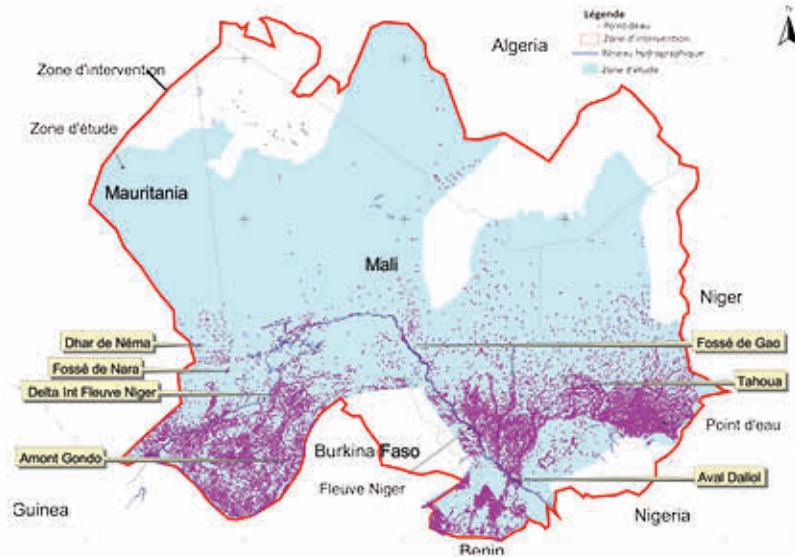 Légende
Point deau
Zone d'intervention
Réseau hydrographique
Zone d'étude
Algeria
Zone d'intervention
Zone d'étude
Mauritania
Mali
Niger
Dhar de Néma
Fossé de Gao
Fossé de Nara
Tahoua
Delta Int Fleuve Niger
Point d'eau
Burkina Faso
Amont Gondo
Aval Dallol
Fleuve Niger
Guinea
Nigeria
Benin